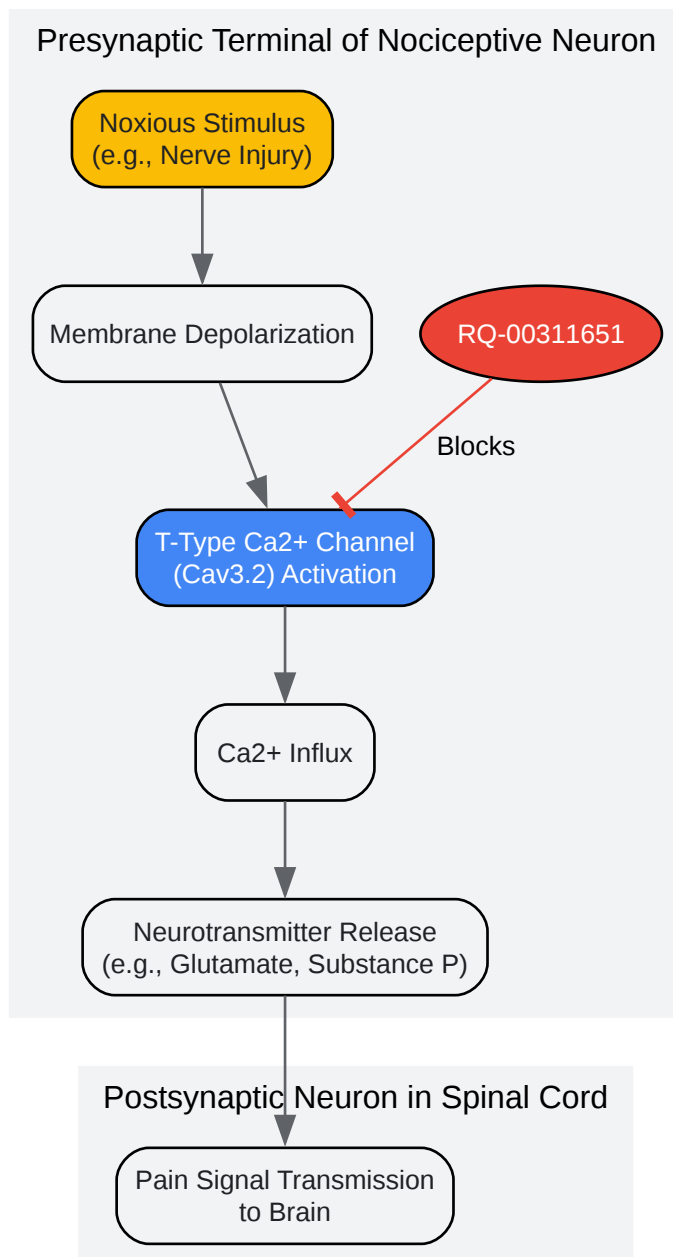 Presynaptic Terminal of Nociceptive Neuron
Noxious Stimulus
(e.g., Nerve Injury)
Membrane Depolarization
RQ-00311651
Blocks
T-Type Ca2+ Channel
(Cav3.2) Activation
Ca2+ Influx
Neurotransmitter Release
(e.g., Glutamate, Substance P)
Postsynaptic Neuron in Spinal Cord
Pain Signal Transmission
to Brain